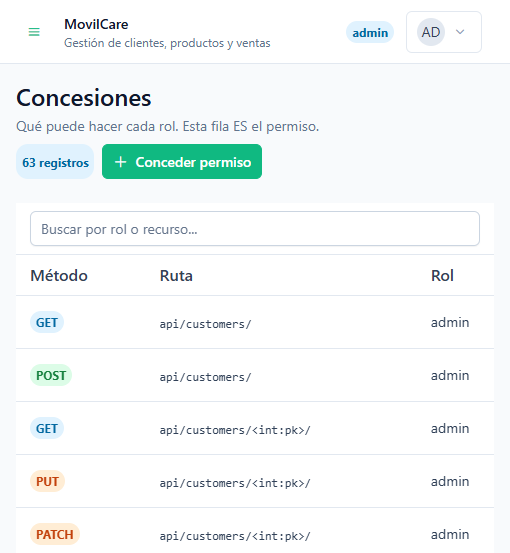 MovilCare
Gestión de clientes, productos y ventas
admin
AD
Concesiones
Qué puede hacer cada rol. Esta fila ES el permiso.
63 registros
+ Conceder permiso
Buscar por rol o recurso...
Método Ruta Rol
GET api/customers/ admin
POST api/customers/ admin
GET api/customers/<int:pk>/ admin
PUT api/customers/<int:pk>/ admin
PATCH api/customers/<int:pk>/ admin